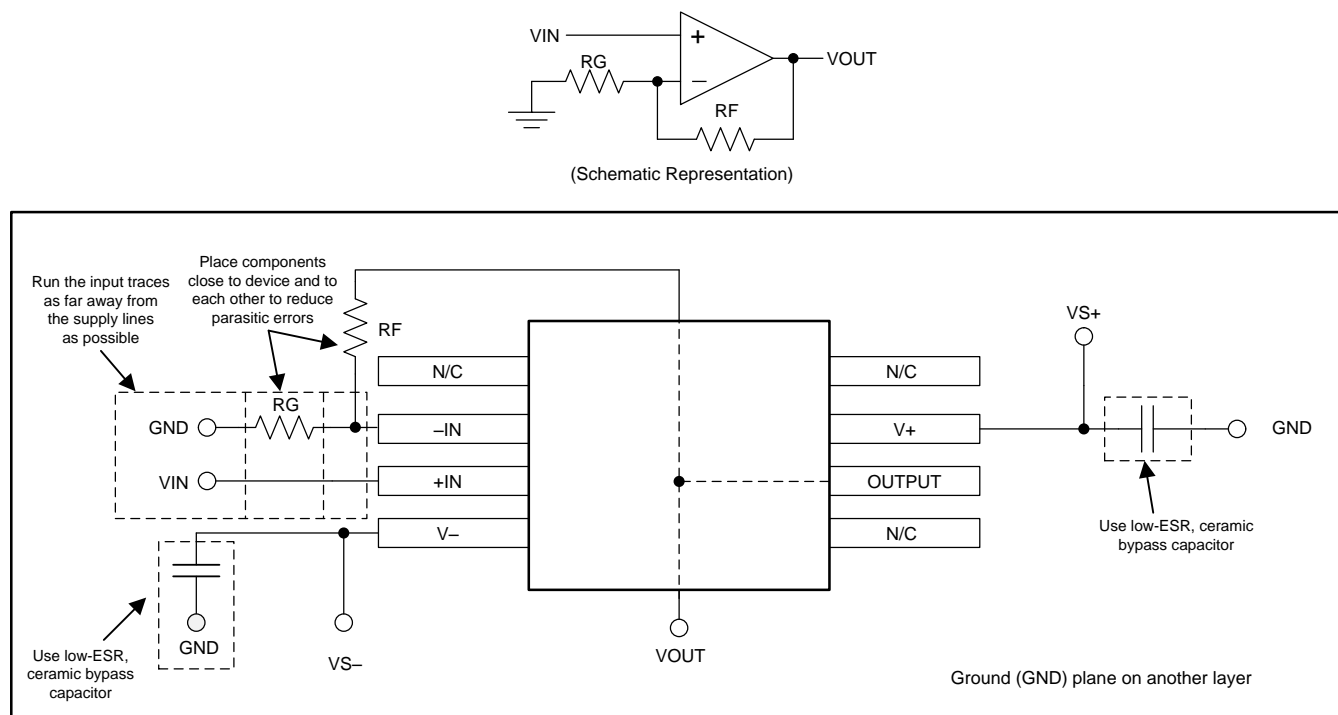 VIN
+
RG
−
VOUT
RF
(Schematic Representation)
Run the input traces
as far away from
the supply lines
as possible
Place components
close to device and to
each other to reduce
parasitic errors
RF
VS+
N/C
N/C
RG
GND
–IN
V+
GND
VIN
+IN
OUTPUT
V–
N/C
Use low-ESR, ceramic
bypass capacitor
GND
VS–
VOUT
Use low-ESR,
ceramic bypass
capacitor
Ground (GND) plane on another layer